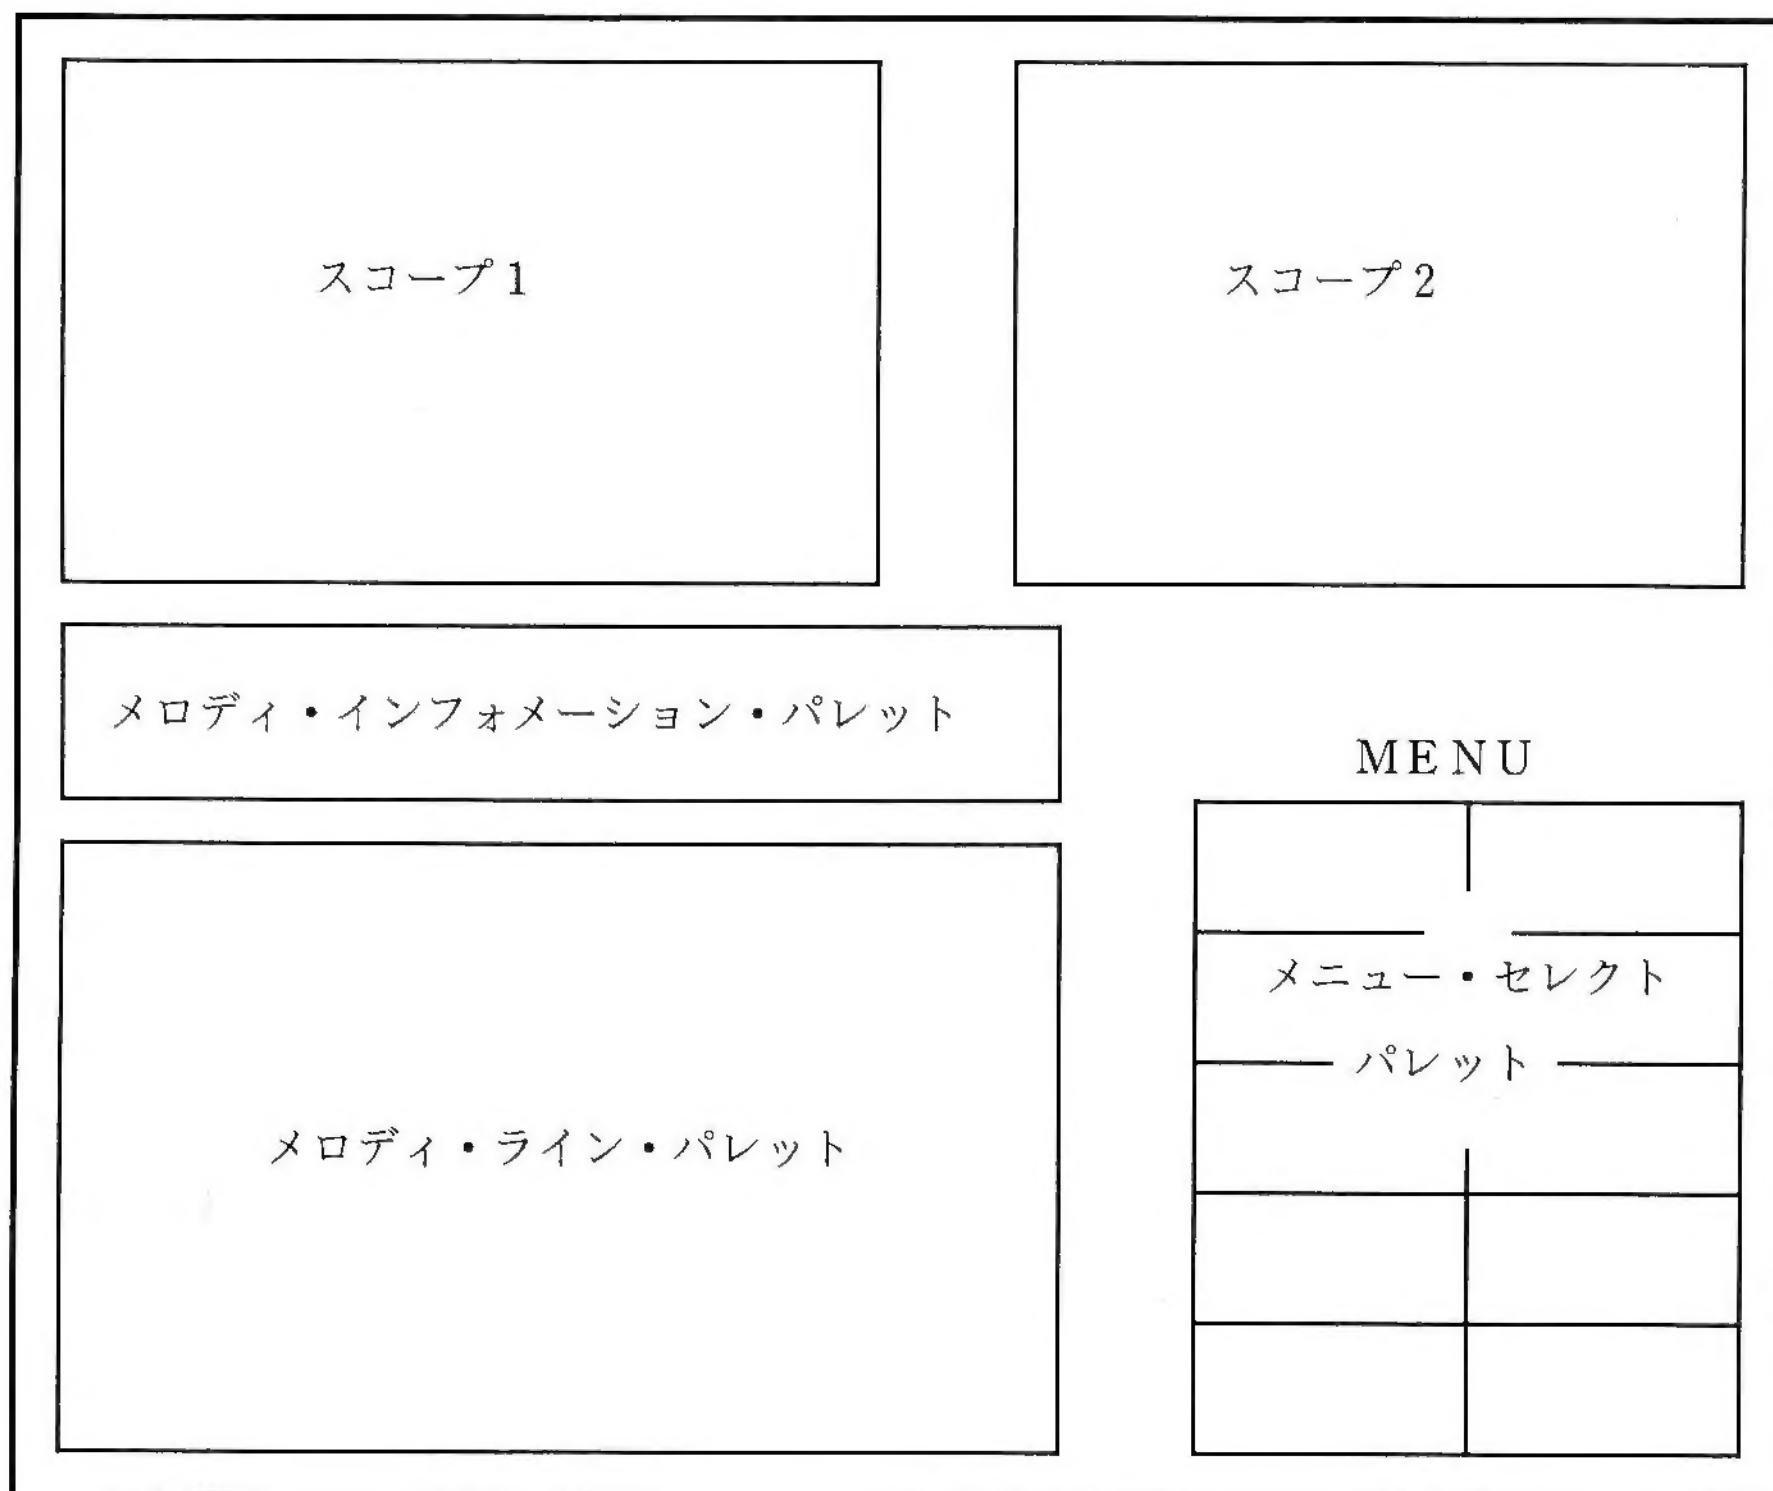 スコープ1
スコープ2
メロディ・インフォメーション・パレット
MENU
メニュー・セレクト
パレット
メロディ・ライン・パレット